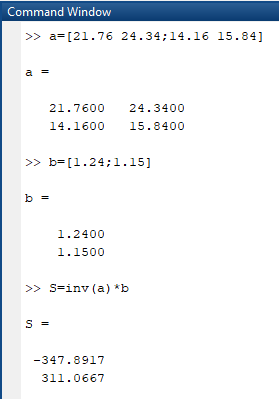 Command Window
>> a=[21.76 24.34;14.16 15.84]
a =
21.7600 24.3400
14.1600 15.8400
>> b=[1.24;1.15]
b =
1.2400
1.1500
>> S=inv(a)*b
S =
-347.8917
311.0667